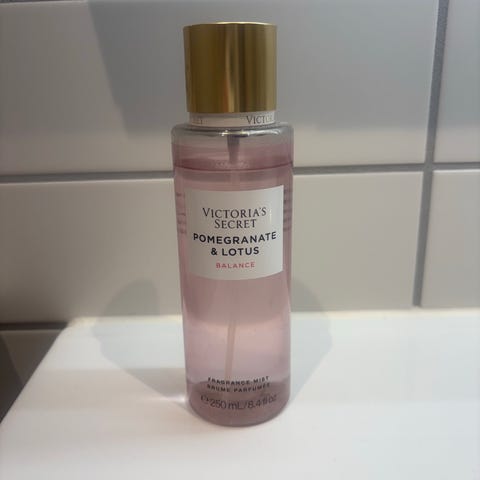 VICTORIA'S
SECRET
POMEGRANATE
& LOTUS
BALANCE
FRAGRANCE MIST
BRUME PARFUMÉE
℮ 250 mL/8.4 fl oz